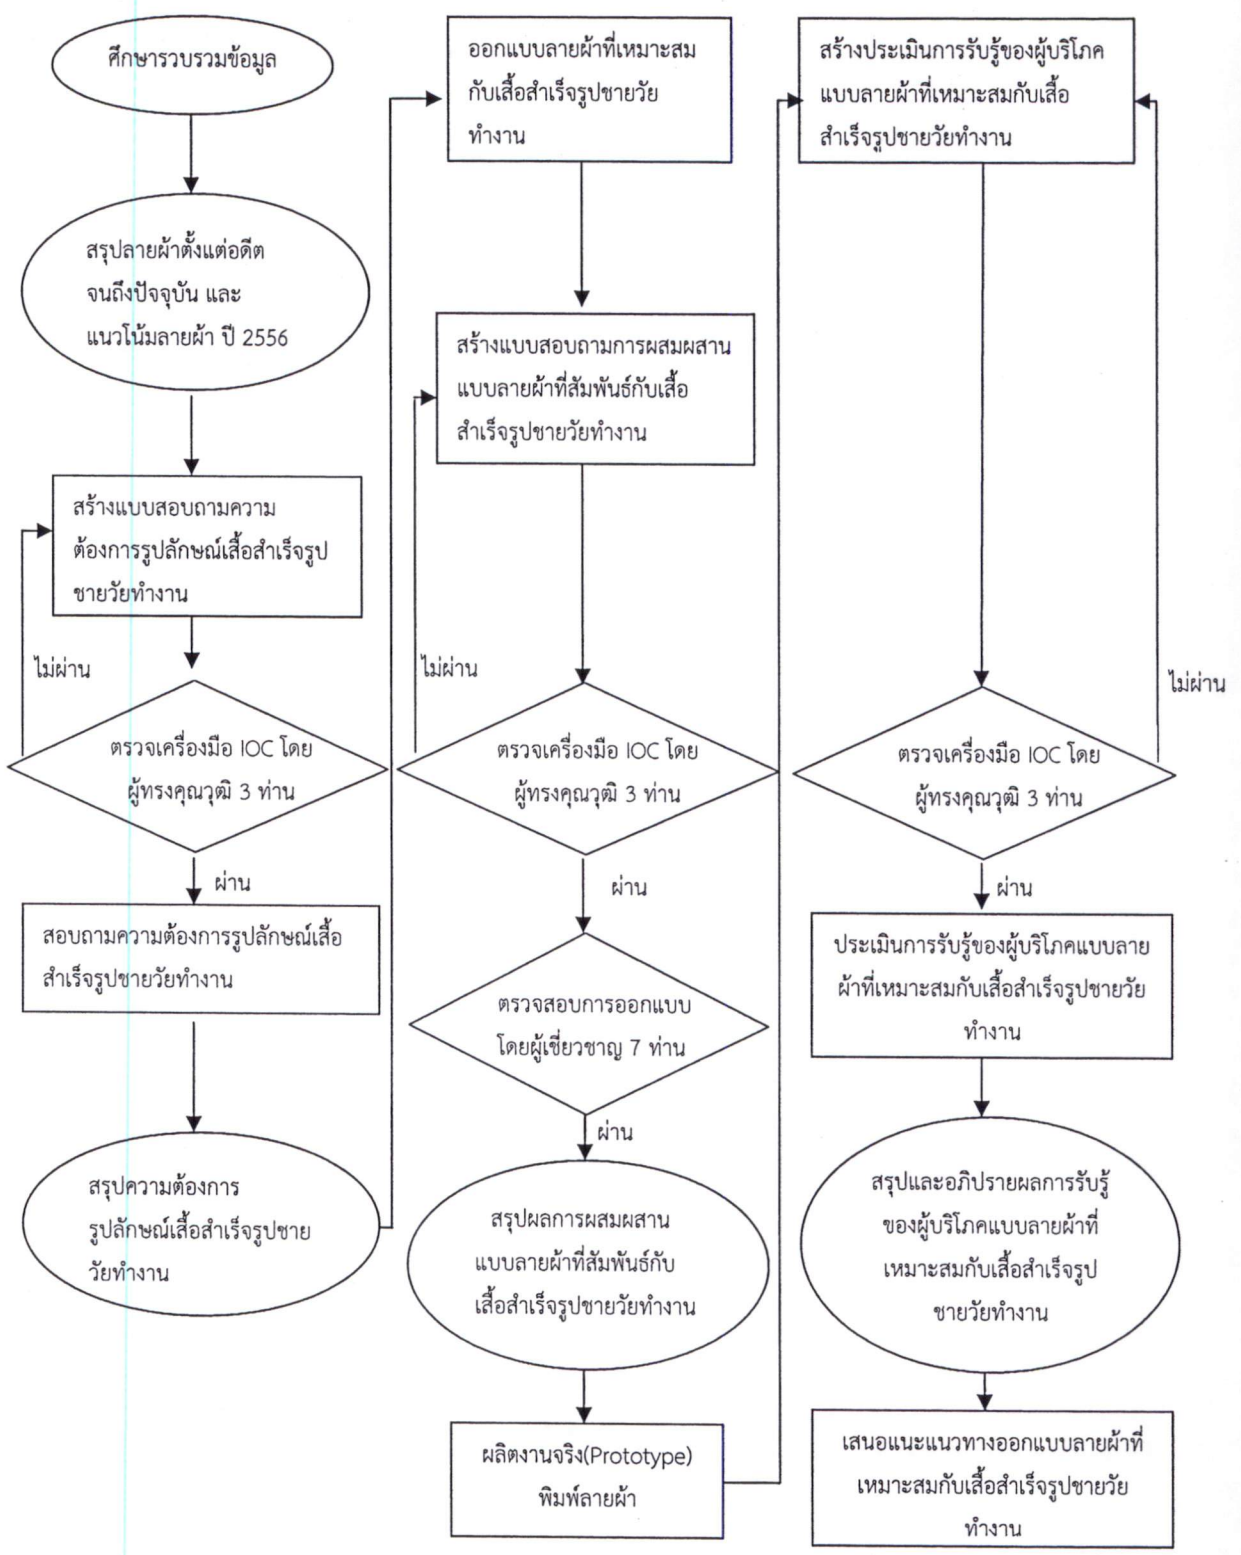 ศึกษารวบรวมข้อมูล
สรุปลายผ้าตั้งแต่อดีต
จนถึงปัจจุบัน และ
แนวโน้มลายผ้า ปี 2556
สร้างแบบสอบถามความ
ต้องการรูปลักษณ์เสื้อสำเร็จรูป
ชายวัยทำงาน
ไม่ผ่าน
ตรวจเครื่องมือ IOC โดย
ผู้ทรงคุณวุฒิ 3 ท่าน
ผ่าน
สอบถามความต้องการรูปลักษณ์เสื้อ
สำเร็จรูปชายวัยทำงาน
สรุปความต้องการ
รูปลักษณ์เสื้อสำเร็จรูปชาย
วัยทำงาน
ออกแบบลายผ้าที่เหมาะสม
กับเสื้อสำเร็จรูปชายวัย
ทำงาน
สร้างแบบสอบถามการผสมผสาน
แบบลายผ้าที่สัมพันธ์กับเสื้อ
สำเร็จรูปชายวัยทำงาน
ไม่ผ่าน
ตรวจเครื่องมือ IOC โดย
ผู้ทรงคุณวุฒิ 3 ท่าน
ผ่าน
ตรวจสอบการออกแบบ
โดยผู้เชี่ยวชาญ 7 ท่าน
ผ่าน
สรุปผลการผสมผสาน
แบบลายผ้าที่สัมพันธ์กับ
เสื้อสำเร็จรูปชายวัยทำงาน
ผลิตงานจริง(Prototype)
พิมพ์ลายผ้า
สร้างประเมินการรับรู้ของผู้บริโภค
แบบลายผ้าที่เหมาะสมกับเสื้อ
สำเร็จรูปชายวัยทำงาน
ไม่ผ่าน
ตรวจเครื่องมือ IOC โดย
ผู้ทรงคุณวุฒิ 3 ท่าน
ผ่าน
ประเมินการรับรู้ของผู้บริโภคแบบลาย
ผ้าที่เหมาะสมกับเสื้อสำเร็จรูปชายวัย
ทำงาน
สรุปและอภิปรายผลการรับรู้
ของผู้บริโภคแบบลายผ้าที่
เหมาะสมกับเสื้อสำเร็จรูป
ชายวัยทำงาน
เสนอแนะแนวทางออกแบบลายผ้าที่
เหมาะสมกับเสื้อสำเร็จรูปชายวัย
ทำงาน